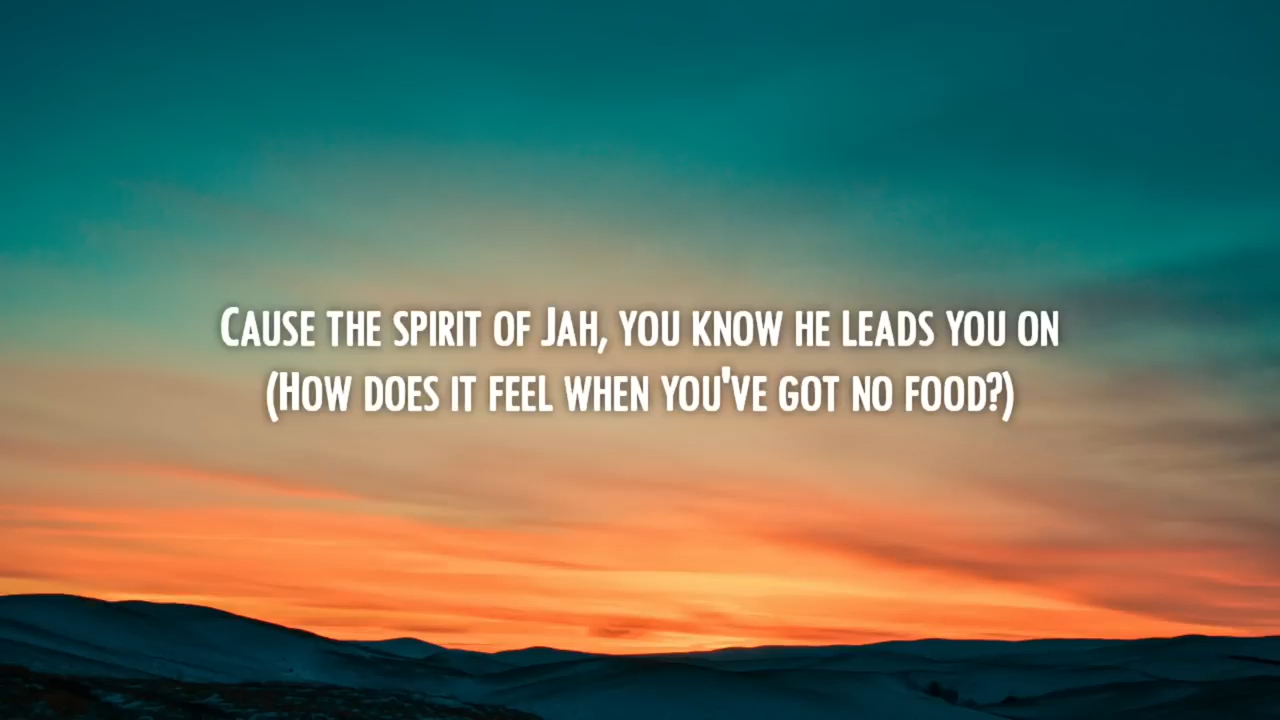 Cause the spirit of Jah, you know he leads you on
(How does it feel when you've got no food?)